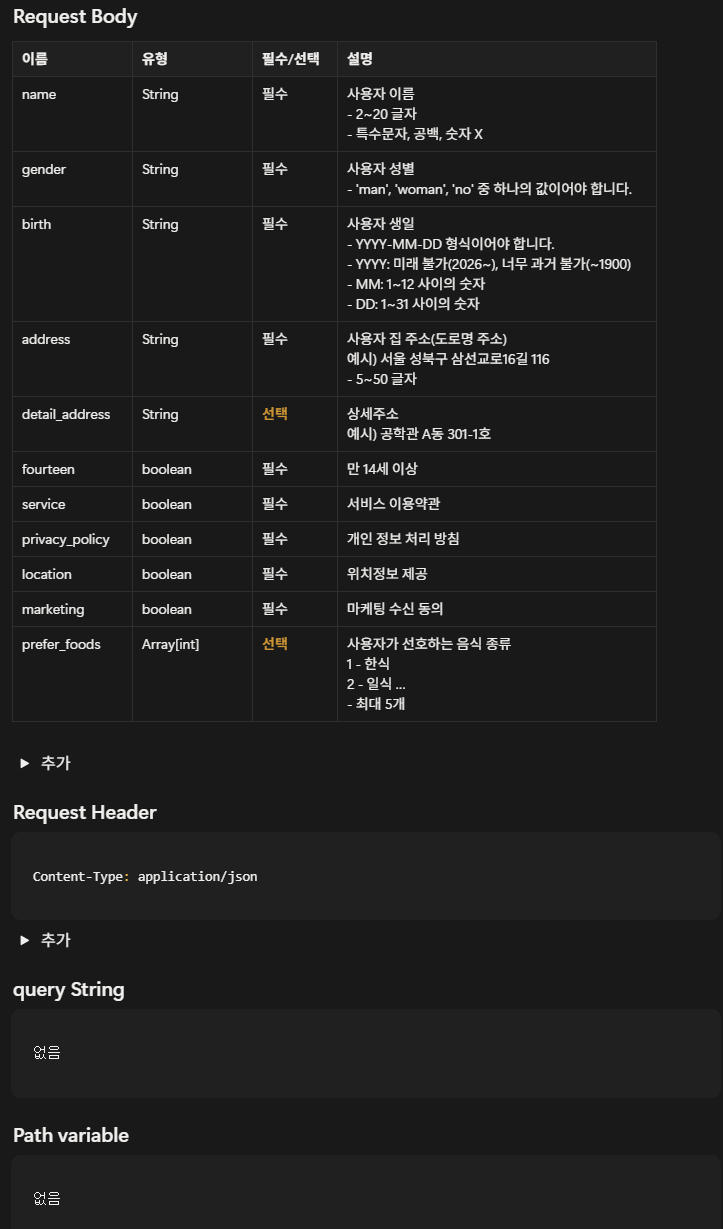 Request Body
이름 유형 필수/선택 설명
name String 필수 사용자 이름
- 2~20 글자
- 특수문자, 공백, 숫자 X
gender String 필수 사용자 성별
- 'man', 'woman', 'no' 중 하나의 값이어야 합니다.
birth String 필수 사용자 생일
- YYYY-MM-DD 형식이어야 합니다.
- YYYY: 미래 불가(2026~), 너무 과거 불가(~1900)
- MM: 1~12 사이의 숫자
- DD: 1~31 사이의 숫자
address String 필수 사용자 집 주소(도로명 주소)
예시) 서울 성북구 삼선교로16길 116
- 5~50 글자
detail_address String 선택 상세주소
예시) 공학관 A동 301-1호
fourteen boolean 필수 만 14세 이상
service boolean 필수 서비스 이용약관
privacy_policy boolean 필수 개인 정보 처리 방침
location boolean 필수 위치정보 제공
marketing boolean 필수 마케팅 수신 동의
prefer_foods Array[int] 선택 사용자가 선호하는 음식 종류
1 - 한식
2 - 일식 ...
- 최대 5개
추가
Request Header
Content-Type: application/json
추가
query String
없음
Path variable
없음